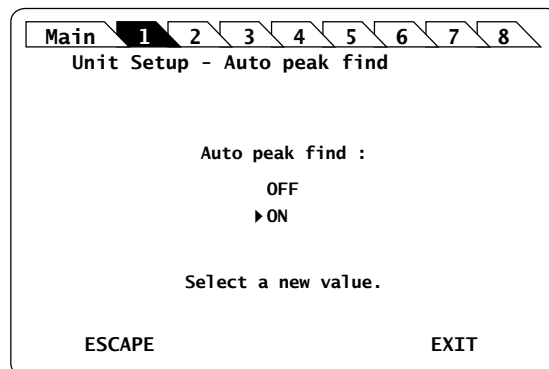 Main 1 2 3 4 5 6 7 8
Unit Setup - Auto peak find
Auto peak find :
OFF
ON
Select a new value.
ESCAPE EXIT